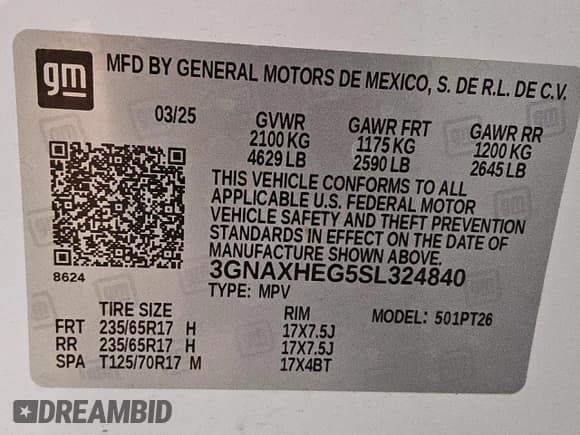 gm MFD BY GENERAL MOTORS DE MEXICO, S. DE R.L. DE C.V.
03/25 GVWR GAWR FRT GAWR RR
2100 KG 1175 KG 1200 KG
4629 LB 2590 LB 2645 LB
THIS VEHICLE CONFORMS TO ALL
APPLICABLE U.S. FEDERAL MOTOR
VEHICLE SAFETY AND THEFT PREVENTION
STANDARDS IN EFFECT ON THE DATE OF
MANUFACTURE SHOWN ABOVE.
8624 3GNAXHEG5SL324840
TYPE: MPV
TIRE SIZE RIM MODEL: 501PT26
FRT 235/65R17 H 17X7.5J
RR 235/65R17 H 17X7.5J
SPA T125/70R17 M 17X4BT
DREAMBID